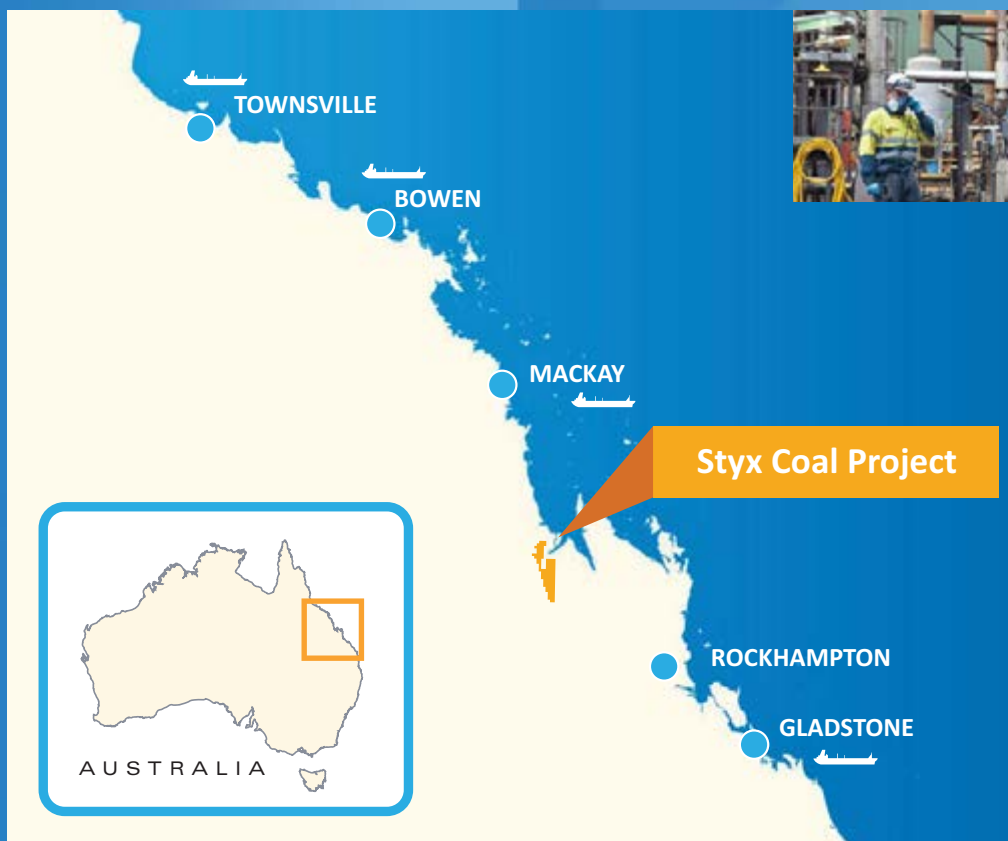 TOWNSVILLE
BOWEN
MACKAY
Styx Coal Project
ROCKHAMPTON
GLADSTONE
AUSTRALIA